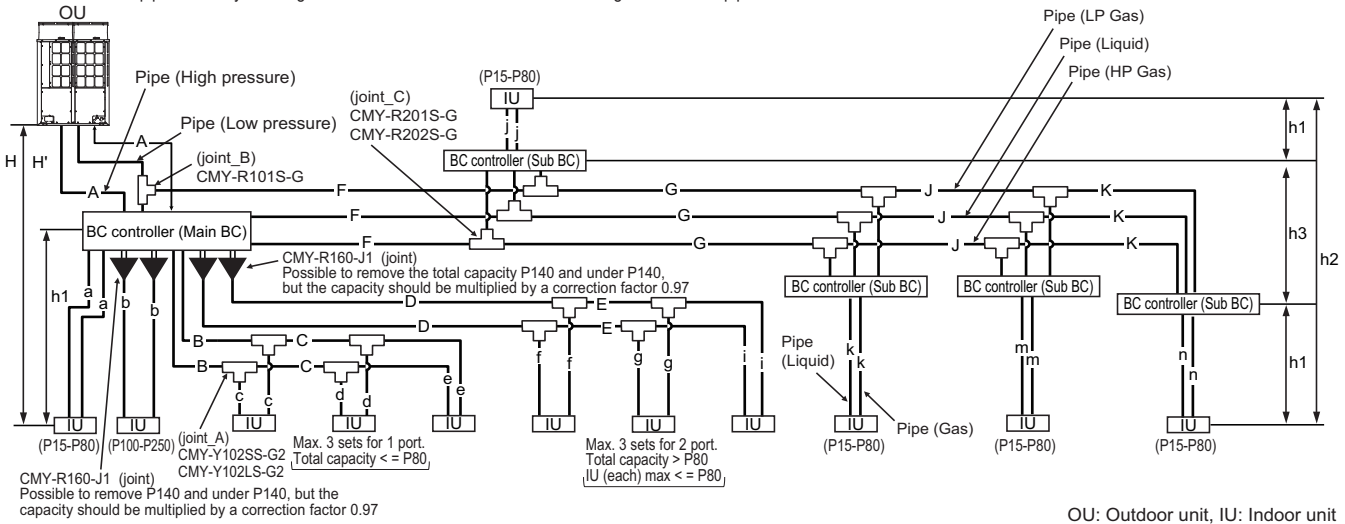 OU
Pipe (High pressure)
Pipe (Low pressure)
A
A
H
H'
(joint_B)
CMY-R101S-G
(joint_C)
CMY-R201S-G
CMY-R202S-G
(P15-P80)
IU
j
j
BC controller (Sub BC)
Pipe (LP Gas)
Pipe (Liquid)
Pipe (HP Gas)
h1
h3
h2
F
G
J
K
F
G
J
K
F
G
J
K
BC controller (Main BC)
CMY-R160-J1 (joint)
Possible to remove the total capacity P140 and under P140,
but the capacity should be multiplied by a correction factor 0.97
BC controller (Sub BC)
BC controller (Sub BC)
BC controller (Sub BC)
h1
a
a
b
b
D
E
D
E
B
C
B
C
c
c
d
d
e
e
f
f
g
g
i
i
Pipe
(Liquid)
k
k
m
m
n
n
h1
IU
IU
IU
IU
IU
IU
IU
IU
IU
IU
IU
Pipe (Gas)
(P15-P80)
(P100-P250)
(joint_A)
CMY-Y102SS-G2
CMY-Y102LS-G2
Max. 3 sets for 1 port.
Total capacity < = P80
Max. 3 sets for 2 port.
Total capacity > P80
IU (each) max < = P80
(P15-P80)
(P15-P80)
(P15-P80)
CMY-R160-J1 (joint)
Possible to remove P140 and under P140, but the
capacity should be multiplied by a correction factor 0.97
OU: Outdoor unit, IU: Indoor unit